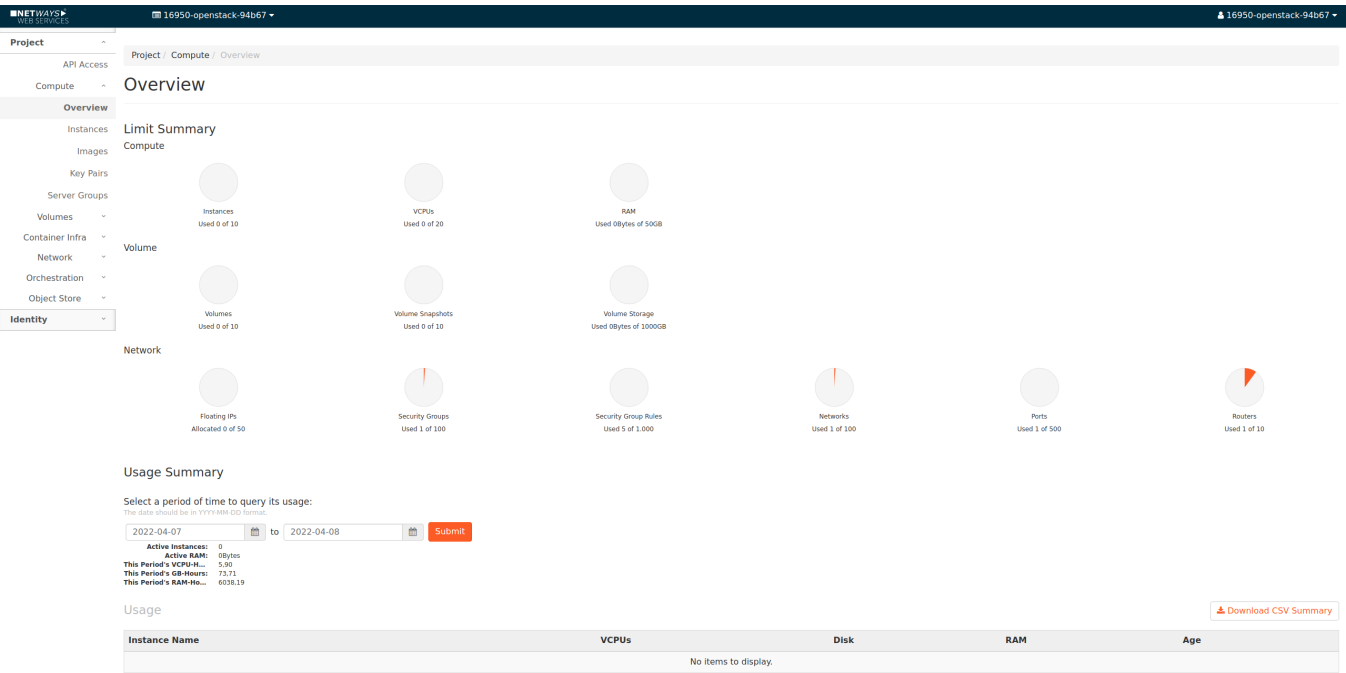 NETWAYS
WEB SERVICES
16950-openstack-94b67
16950-openstack-94b67
Project
API Access
Compute
Overview
Instances
Images
Key Pairs
Server Groups
Volumes
Container Infra
Network
Orchestration
Object Store
Identity
Project / Compute / Overview
Overview
Limit Summary
Compute
Instances
Used 0 of 10
VCPUs
Used 0 of 20
RAM
Used 0Bytes of 50GB
Volume
Volumes
Used 0 of 10
Volume Snapshots
Used 0 of 10
Volume Storage
Used 0Bytes of 1000GB
Network
Floating IPs
Allocated 0 of 50
Security Groups
Used 1 of 100
Security Group Rules
Used 5 of 1.000
Networks
Used 1 of 100
Ports
Used 1 of 500
Routers
Used 1 of 10
Usage Summary
Select a period of time to query its usage:
The date should be in YYYY-MM-DD format.
2022-04-07 to 2022-04-08 Submit
Active Instances: 0
Active RAM: 0Bytes
This Period's VCPU-H... 5,90
This Period's GB-Hours: 73,71
This Period's RAM-Ho... 6038,19
Usage
Download CSV Summary
Instance Name VCPUs Disk RAM Age
No items to display.